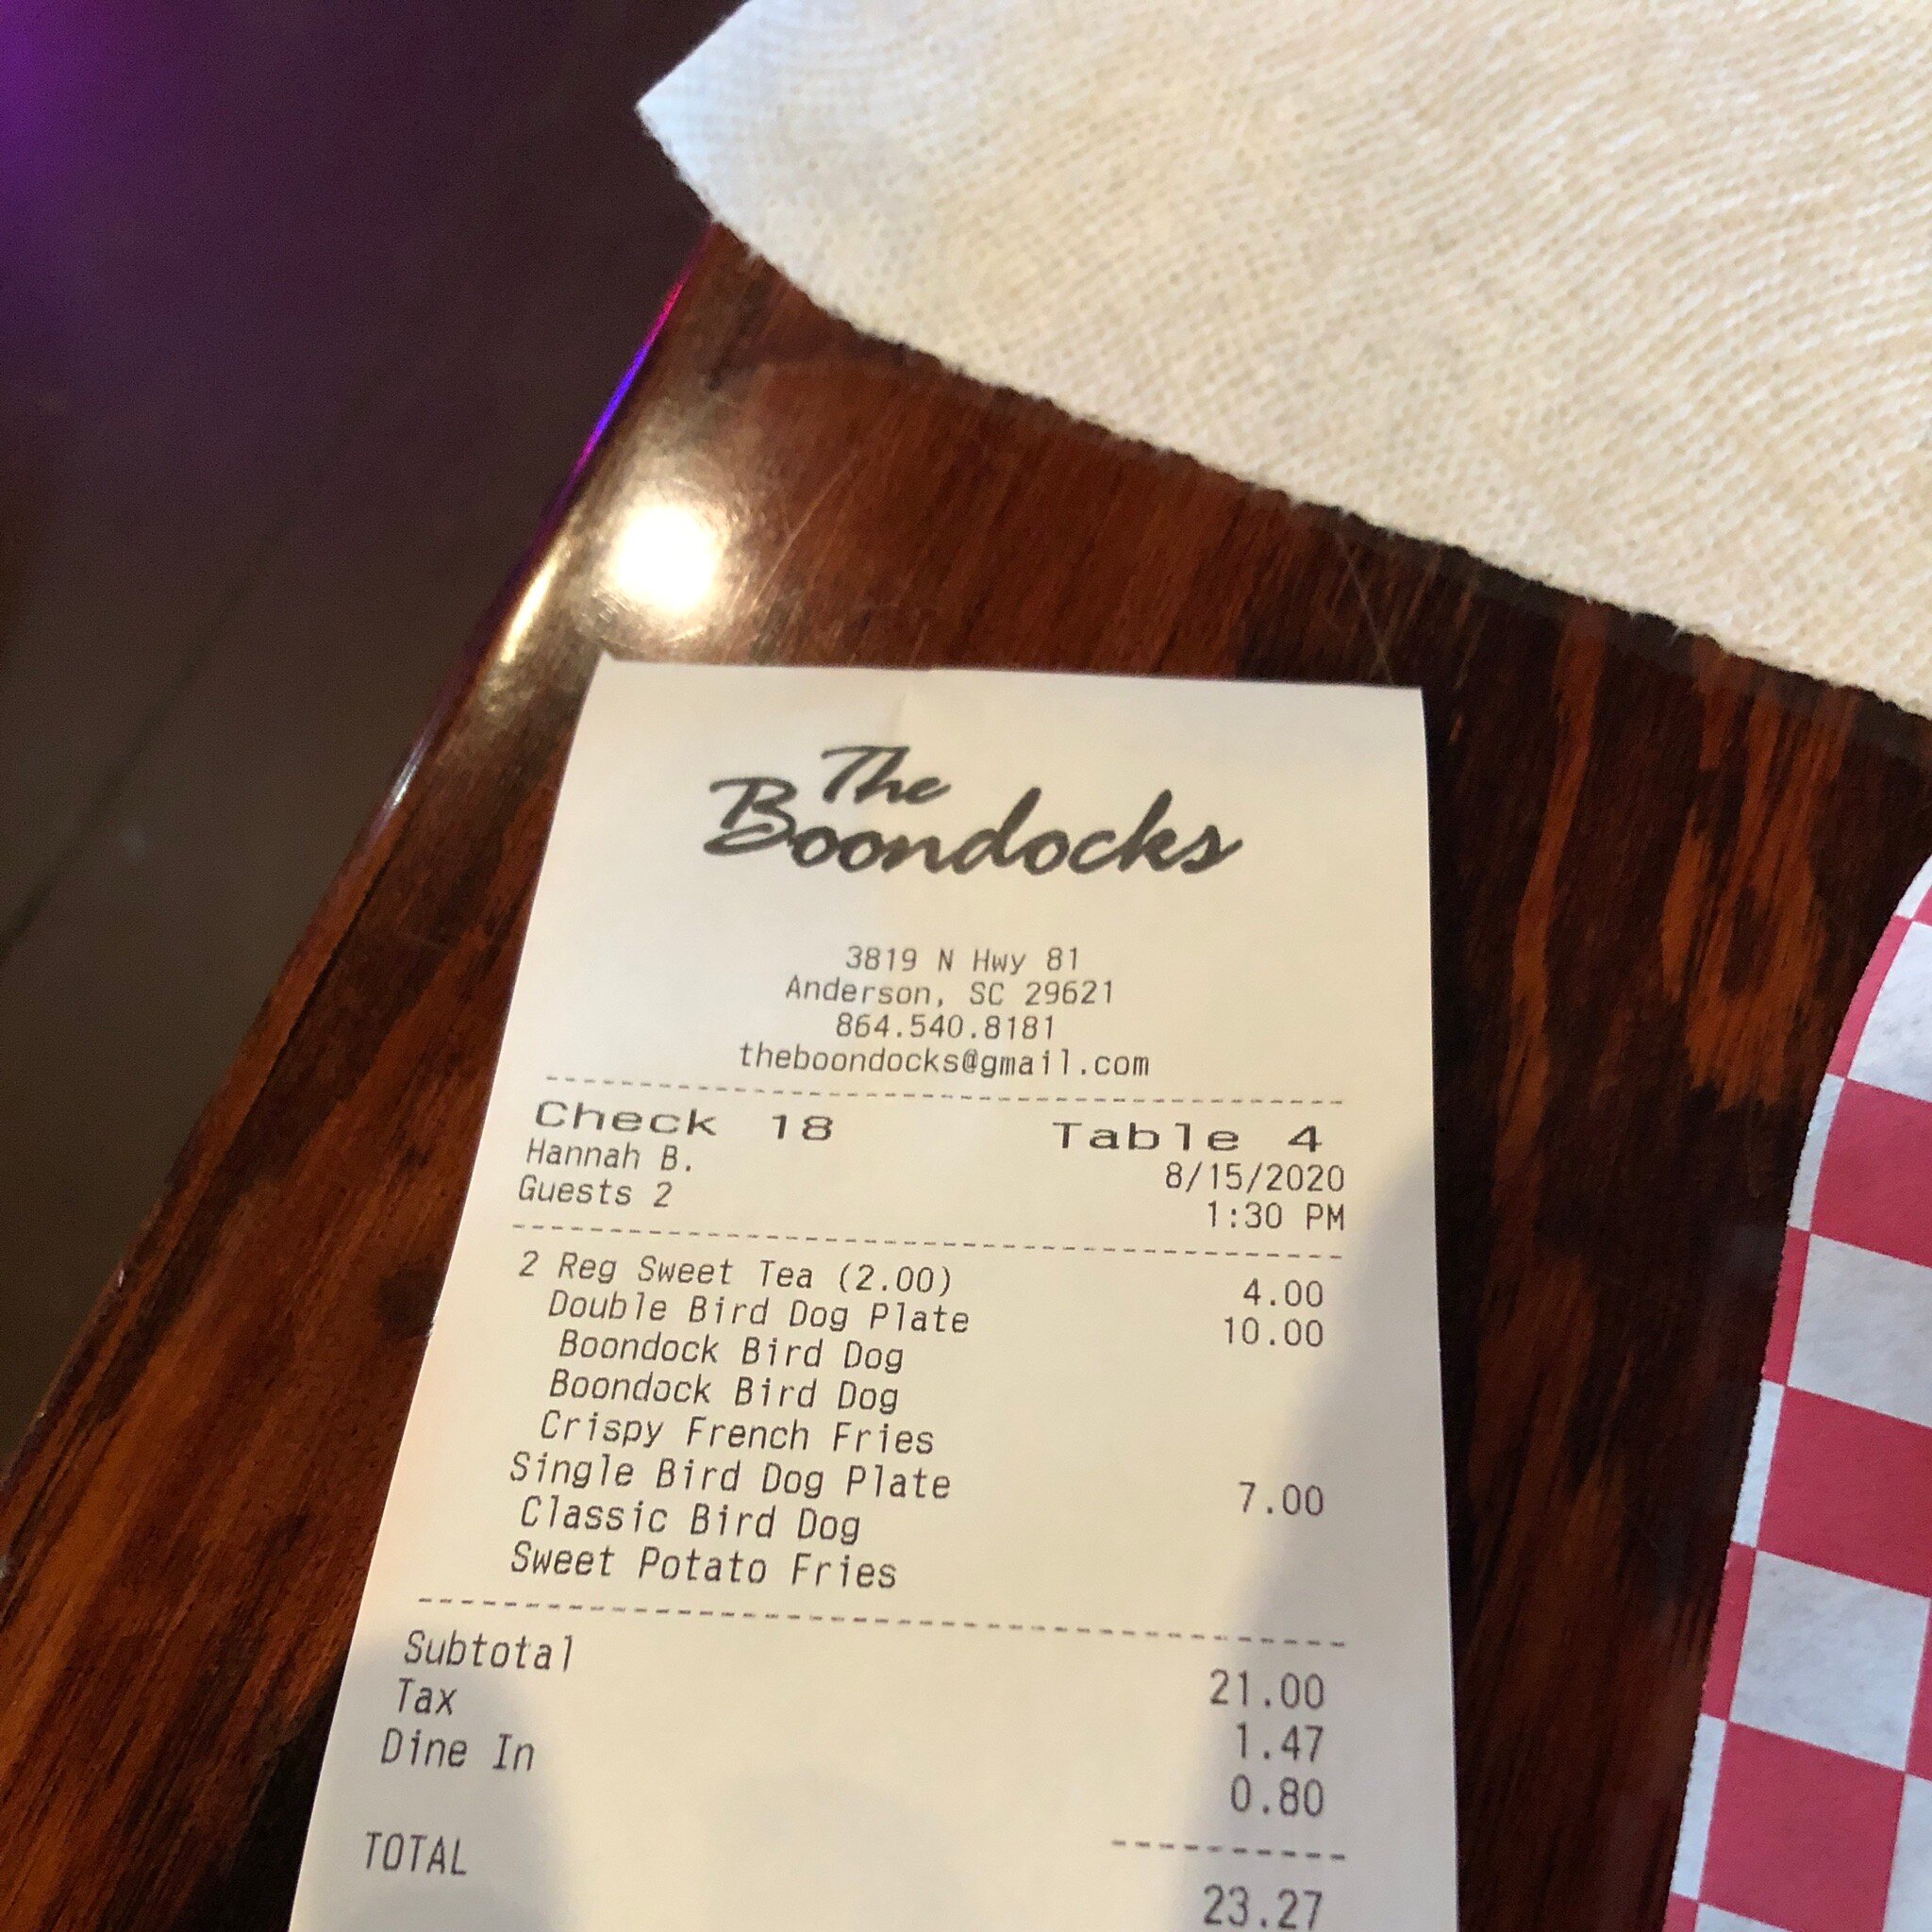 The
Boondocks
3819 N Hwy 81
Anderson, SC 29621
864.540.8181
theboondocks@gmail.com
Check 18 Table 4
Hannah B. 8/15/2020
Guests 2 1:30 PM
2 Reg Sweet Tea (2.00) 4.00
Double Bird Dog Plate 10.00
Boondock Bird Dog
Boondock Bird Dog
Crispy French Fries
Single Bird Dog Plate 7.00
Classic Bird Dog
Sweet Potato Fries
Subtotal 21.00
Tax 1.47
Dine In 0.80
TOTAL 23.27